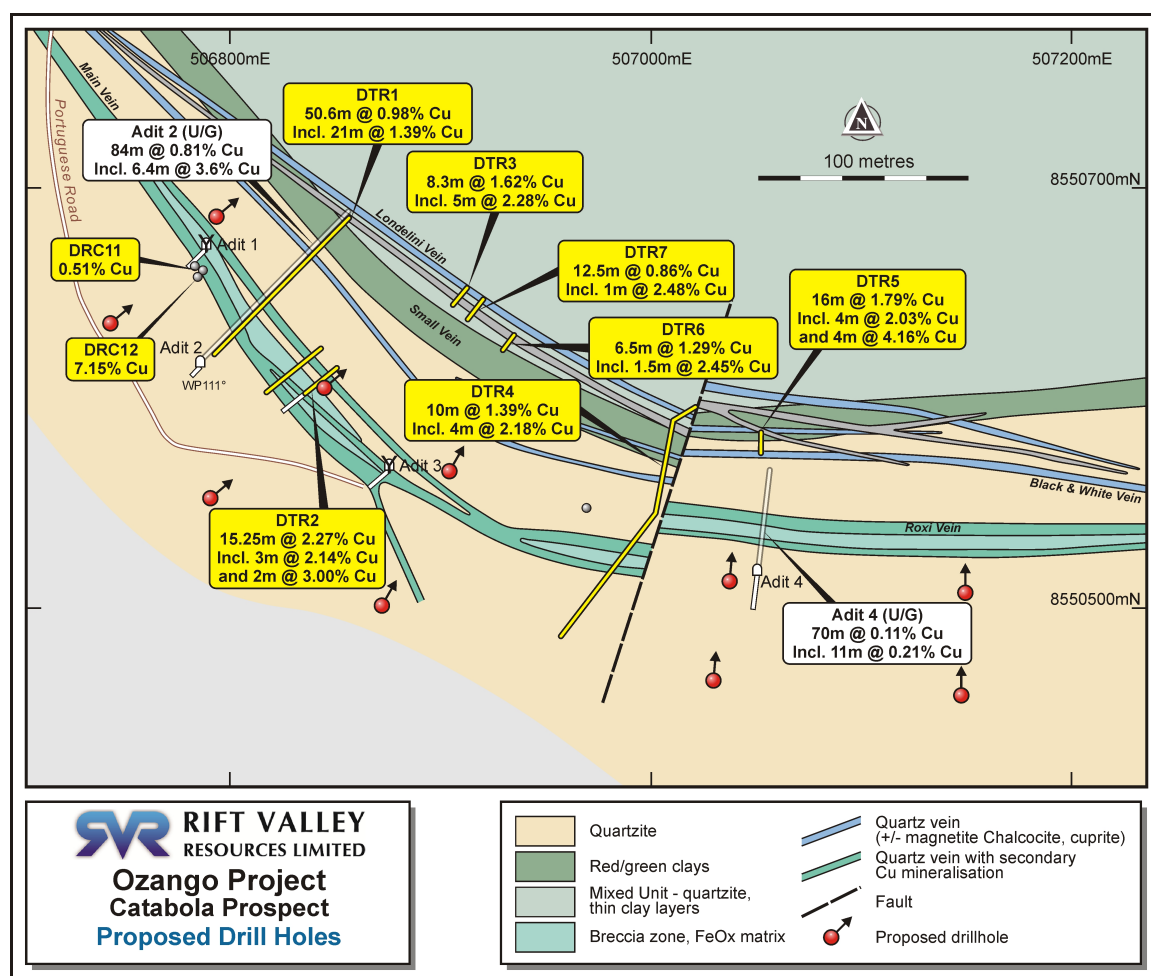 506800mE
507000mE
507200mE
Main Vein
Portuguese Road
DTR1
50.6m @ 0.98% Cu
Incl. 21m @ 1.39% Cu
Adit 2 (U/G)
84m @ 0.81% Cu
Incl. 6.4m @ 3.6% Cu
N
100 metres
8550700mN
DTR3
8.3m @ 1.62% Cu
Incl. 5m @ 2.28% Cu
Londelini Vein
Adit 1
DRC11
0.51% Cu
DTR7
12.5m @ 0.86% Cu
Incl. 1m @ 2.48% Cu
DTR5
16m @ 1.79% Cu
Incl. 4m @ 2.03% Cu
and 4m @ 4.16% Cu
Small Vein
DTR6
6.5m @ 1.29% Cu
Incl. 1.5m @ 2.45% Cu
DRC12
7.15% Cu
Adit 2
WP111°
DTR4
10m @ 1.39% Cu
Incl. 4m @ 2.18% Cu
Adit 3
Black & White Vein
Roxi Vein
DTR2
15.25m @ 2.27% Cu
Incl. 3m @ 2.14% Cu
and 2m @ 3.00% Cu
Adit 4
8550500mN
Adit 4 (U/G)
70m @ 0.11% Cu
Incl. 11m @ 0.21% Cu
SVR RIFT VALLEY
RESOURCES LIMITED
Ozango Project
Catabola Prospect
Proposed Drill Holes
Quartzite
Red/green clays
Mixed Unit - quartzite,
thin clay layers
Breccia zone, FeOx matrix
Quartz vein
(+/- magnetite Chalcocite, cuprite)
Quartz vein with secondary
Cu mineralisation
Fault
Proposed drillhole